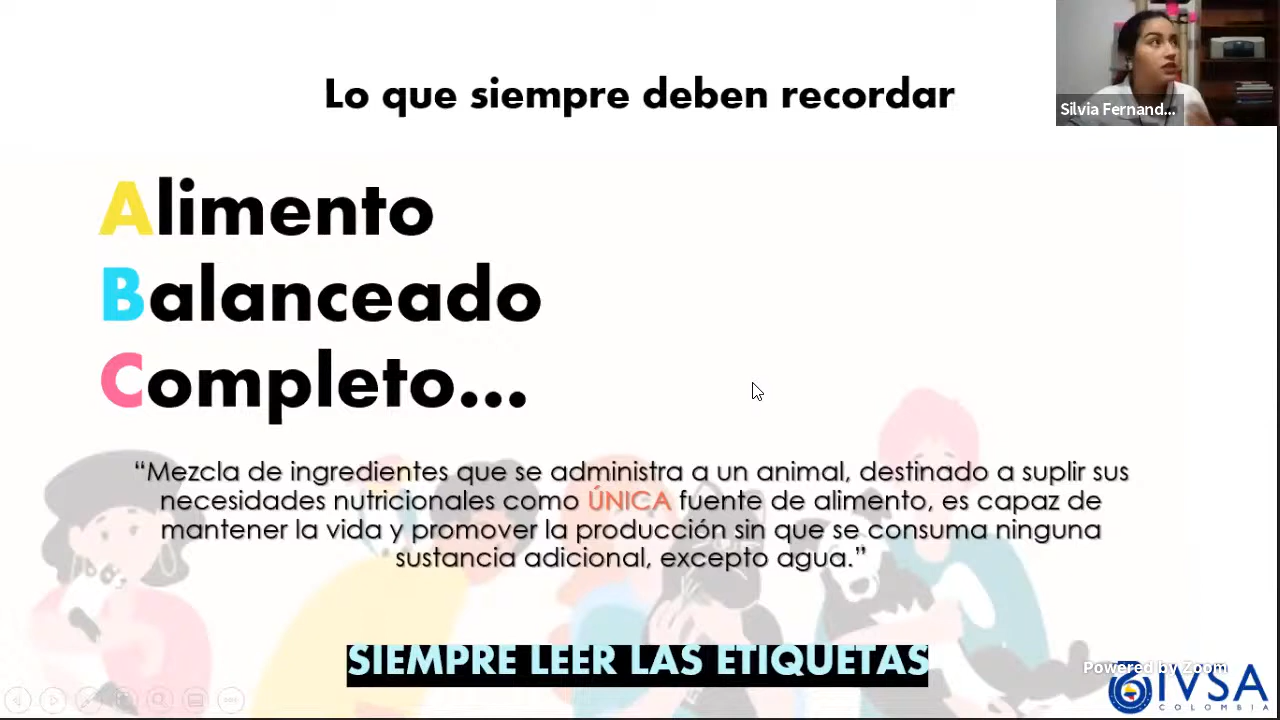 Lo que siempre deben recordar
Silvia Fernand...
Alimento
Balanceado
Completo...
“Mezcla de ingredientes que se administra a un animal, destinado a suplir sus
necesidades nutricionales como ÚNICA fuente de alimento, es capaz de
mantener la vida y promover la producción sin que se consuma ninguna
sustancia adicional, excepto agua.”
SIEMPRE LEER LAS ETIQUETAS
Powered by Zoom
IVSA
COLOMBIA